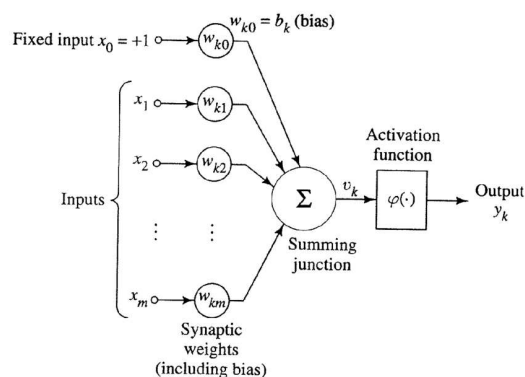 w_k0 = b_k (bias)
Fixed input x_0 = +1
w_k0
x_1
w_k1
Activation
function
x_2
w_k2
Inputs
Σ
v_k
φ(·)
Output
y_k
Summing
junction
⋮
⋮
x_m
w_km
Synaptic
weights
(including bias)